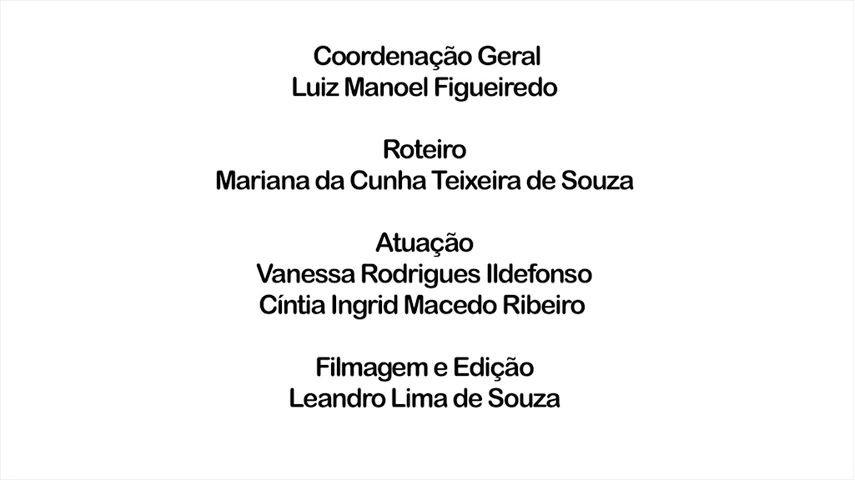 Coordenação Geral
Luiz Manoel Figueiredo
Roteiro
Mariana da Cunha Teixeira de Souza
Atuação
Vanessa Rodrigues Ildefonso
Cíntia Ingrid Macedo Ribeiro
Filmagem e Edição
Leandro Lima de Souza